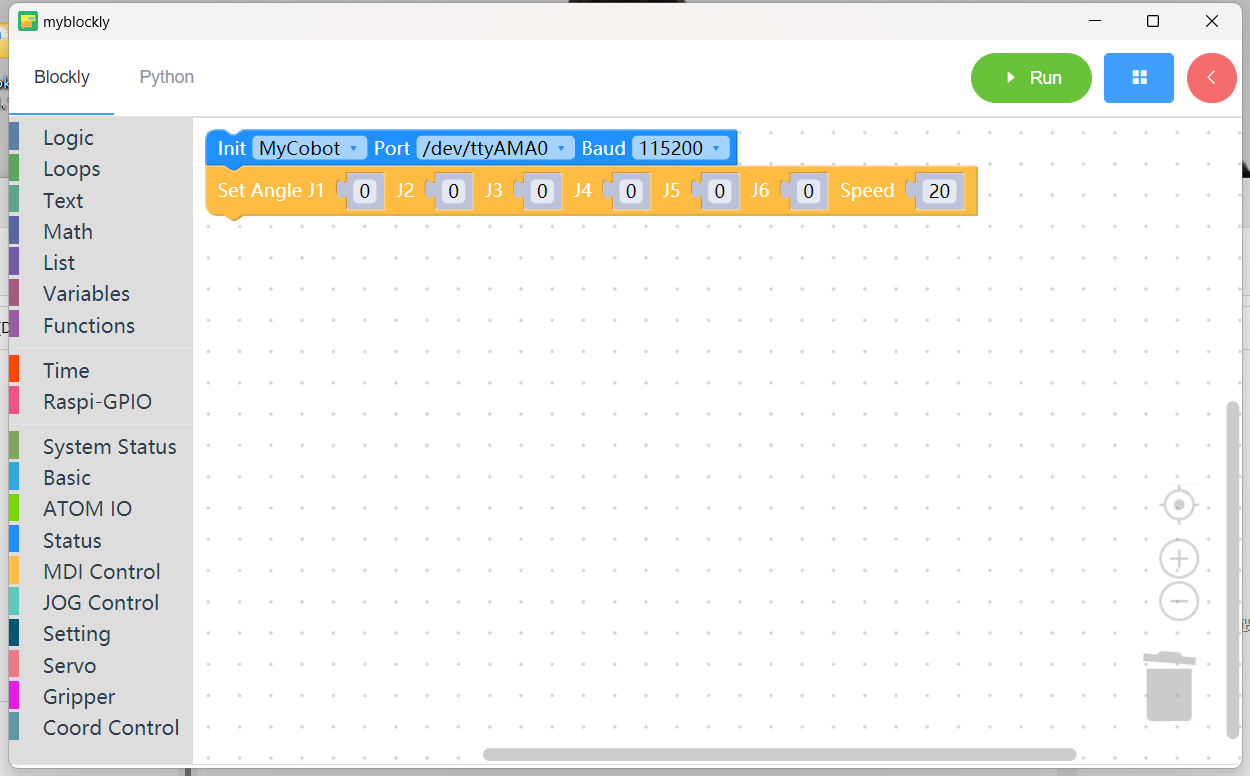 myblockly
Blockly Python Run
Logic
Loops
Text
Math
List
Variables
Functions
Time
Raspi-GPIO
System Status
Basic
ATOM IO
Status
MDI Control
JOG Control
Setting
Servo
Gripper
Coord Control
Init MyCobot Port /dev/ttyAMA0 Baud 115200
Set Angle J1 0 J2 0 J3 0 J4 0 J5 0 J6 0 Speed 20